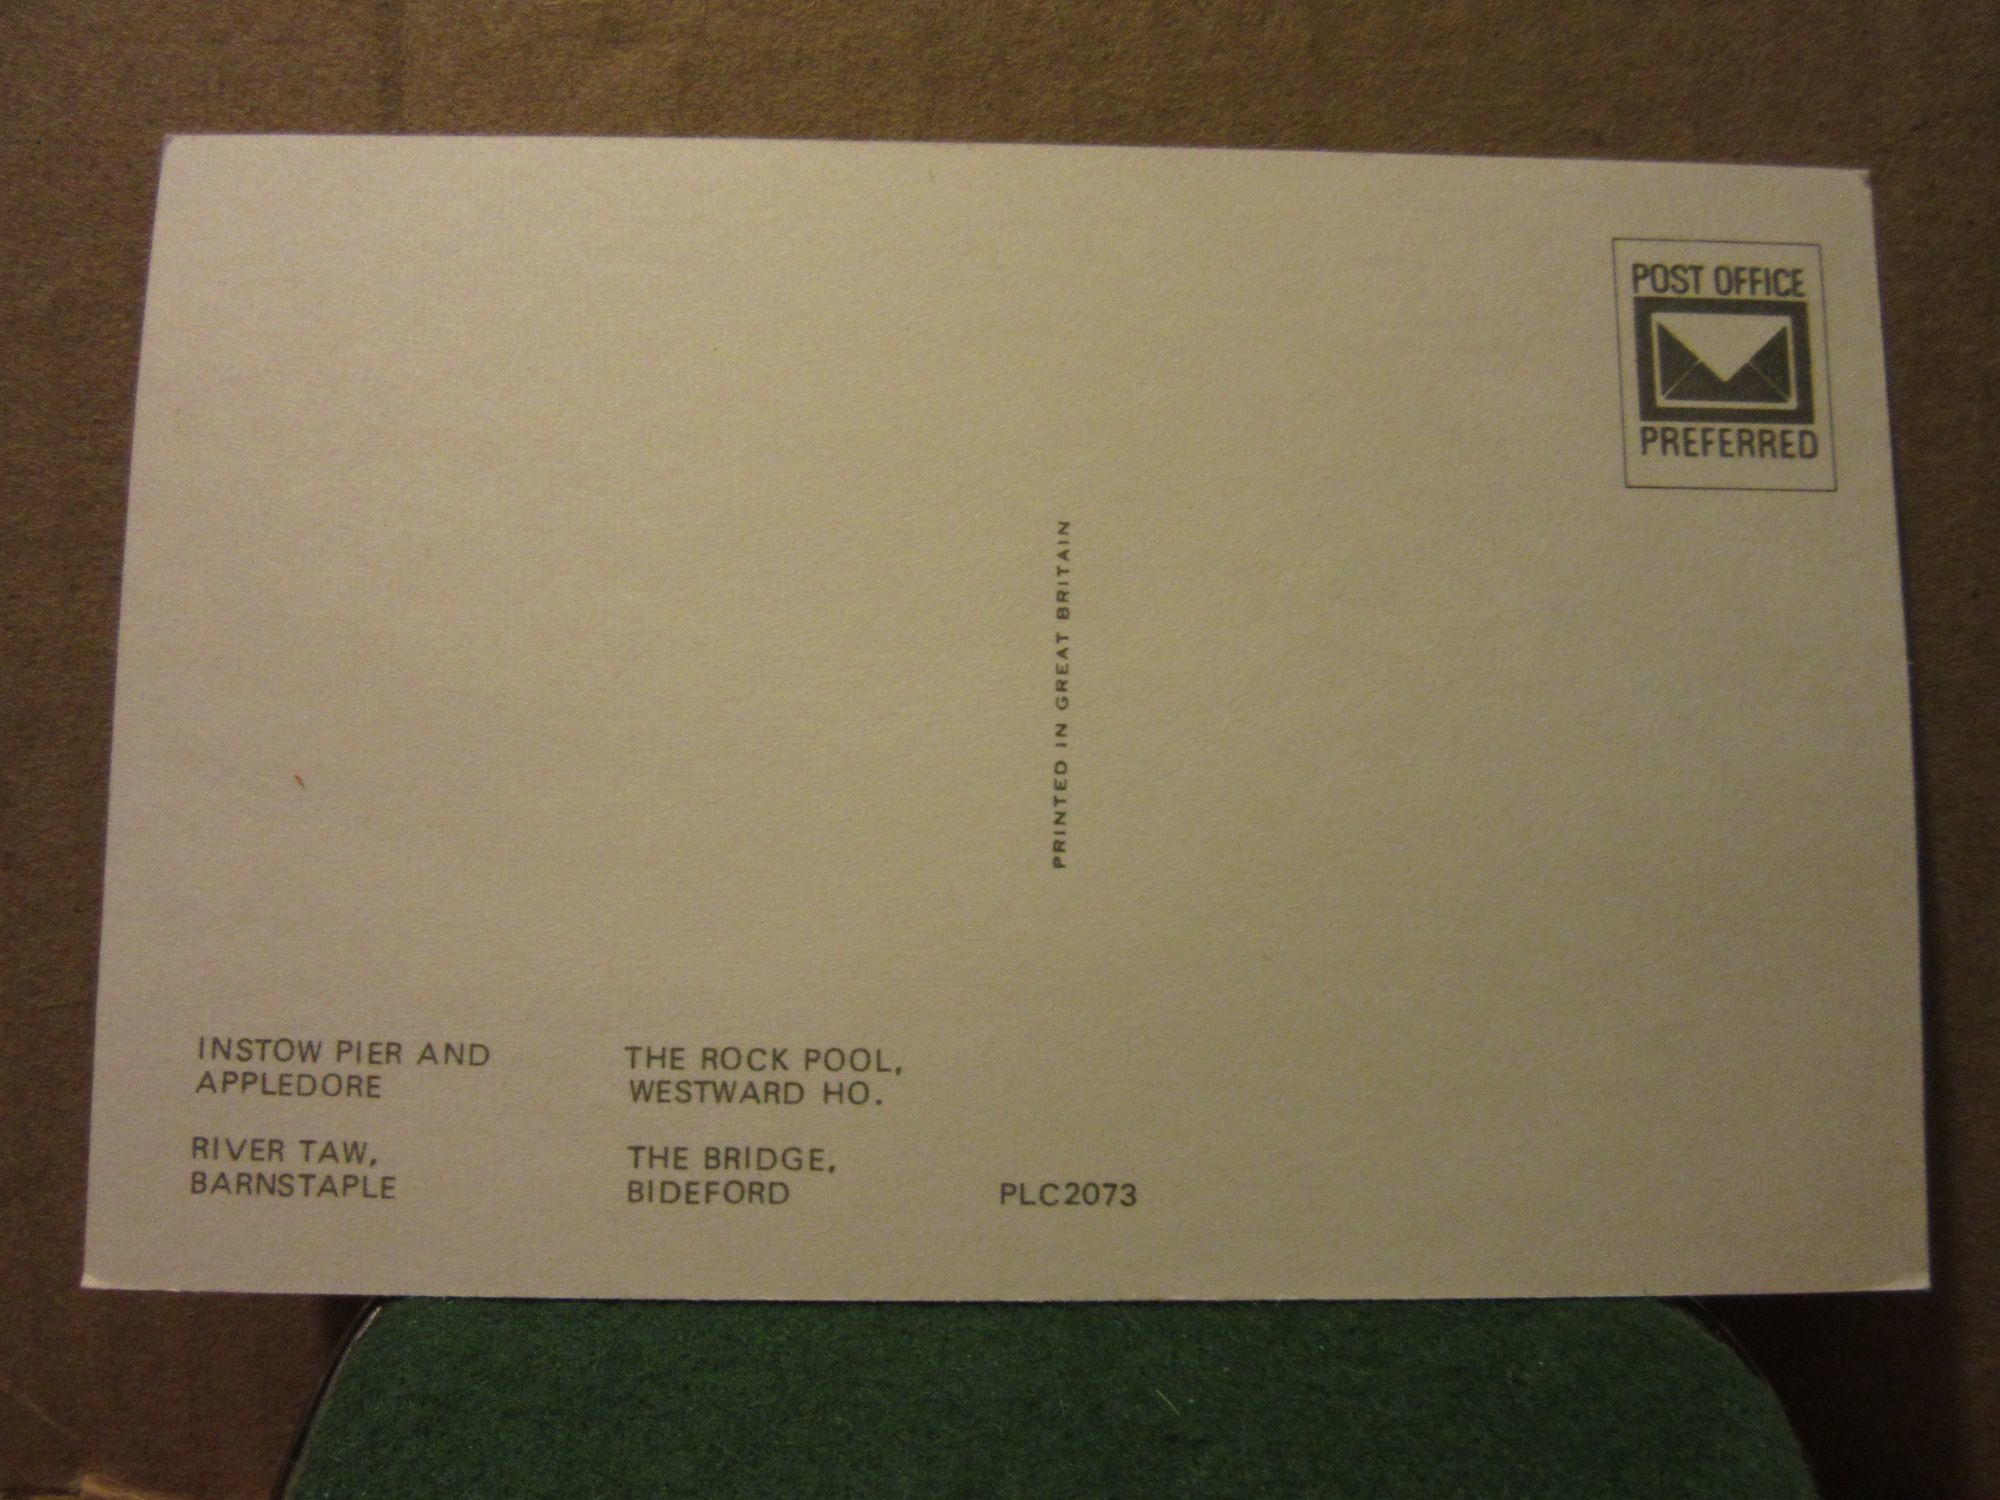 POST OFFICE
PREFERRED
PRINTED IN GREAT BRITAIN
INSTOW PIER AND
APPLEDORE
THE ROCK POOL,
WESTWARD HO.
RIVER TAW,
BARNSTAPLE
THE BRIDGE,
BIDEFORD
PLC2073